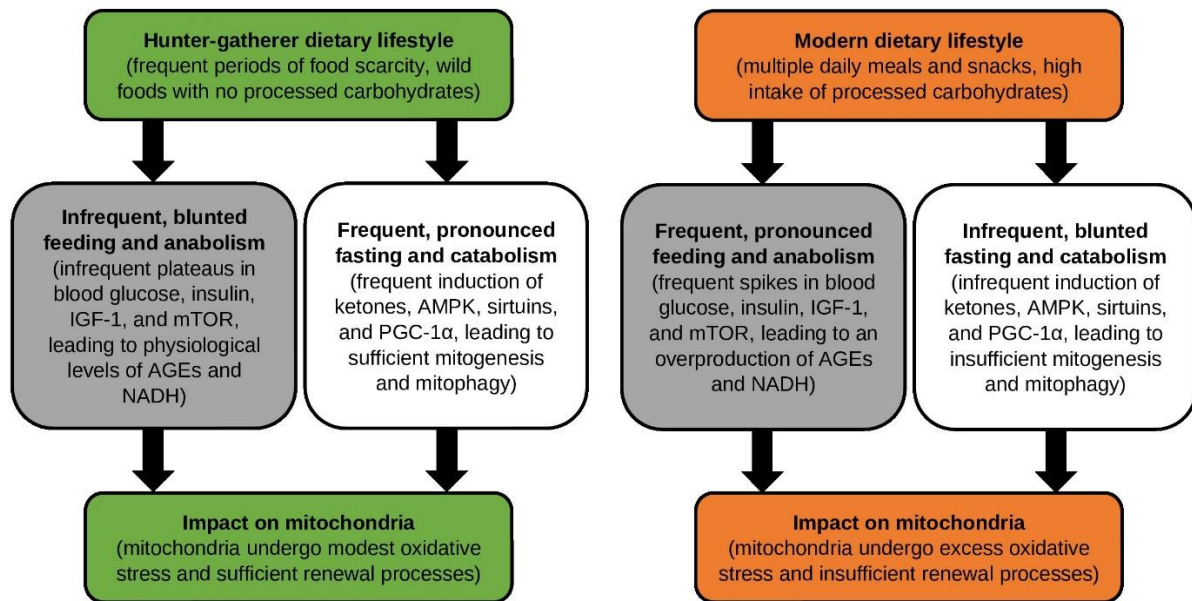 Hunter-gatherer dietary lifestyle
(frequent periods of food scarcity, wild
foods with no processed carbohydrates)
Infrequent, blunted
feeding and anabolism
(infrequent plateaus in
blood glucose, insulin,
IGF-1, and mTOR,
leading to physiological
levels of AGEs and
NADH)
Frequent, pronounced
fasting and catabolism
(frequent induction of
ketones, AMPK, sirtuins,
and PGC-1α, leading to
sufficient mitogenesis
and mitophagy)
Impact on mitochondria
(mitochondria undergo modest oxidative
stress and sufficient renewal processes)
Modern dietary lifestyle
(multiple daily meals and snacks, high
intake of processed carbohydrates)
Frequent, pronounced
feeding and anabolism
(frequent spikes in blood
glucose, insulin, IGF-1,
and mTOR, leading to an
overproduction of AGEs
and NADH)
Infrequent, blunted
fasting and catabolism
(infrequent induction of
ketones, AMPK, sirtuins,
and PGC-1α, leading to
insufficient mitogenesis
and mitophagy)
Impact on mitochondria
(mitochondria undergo excess oxidative
stress and insufficient renewal processes)